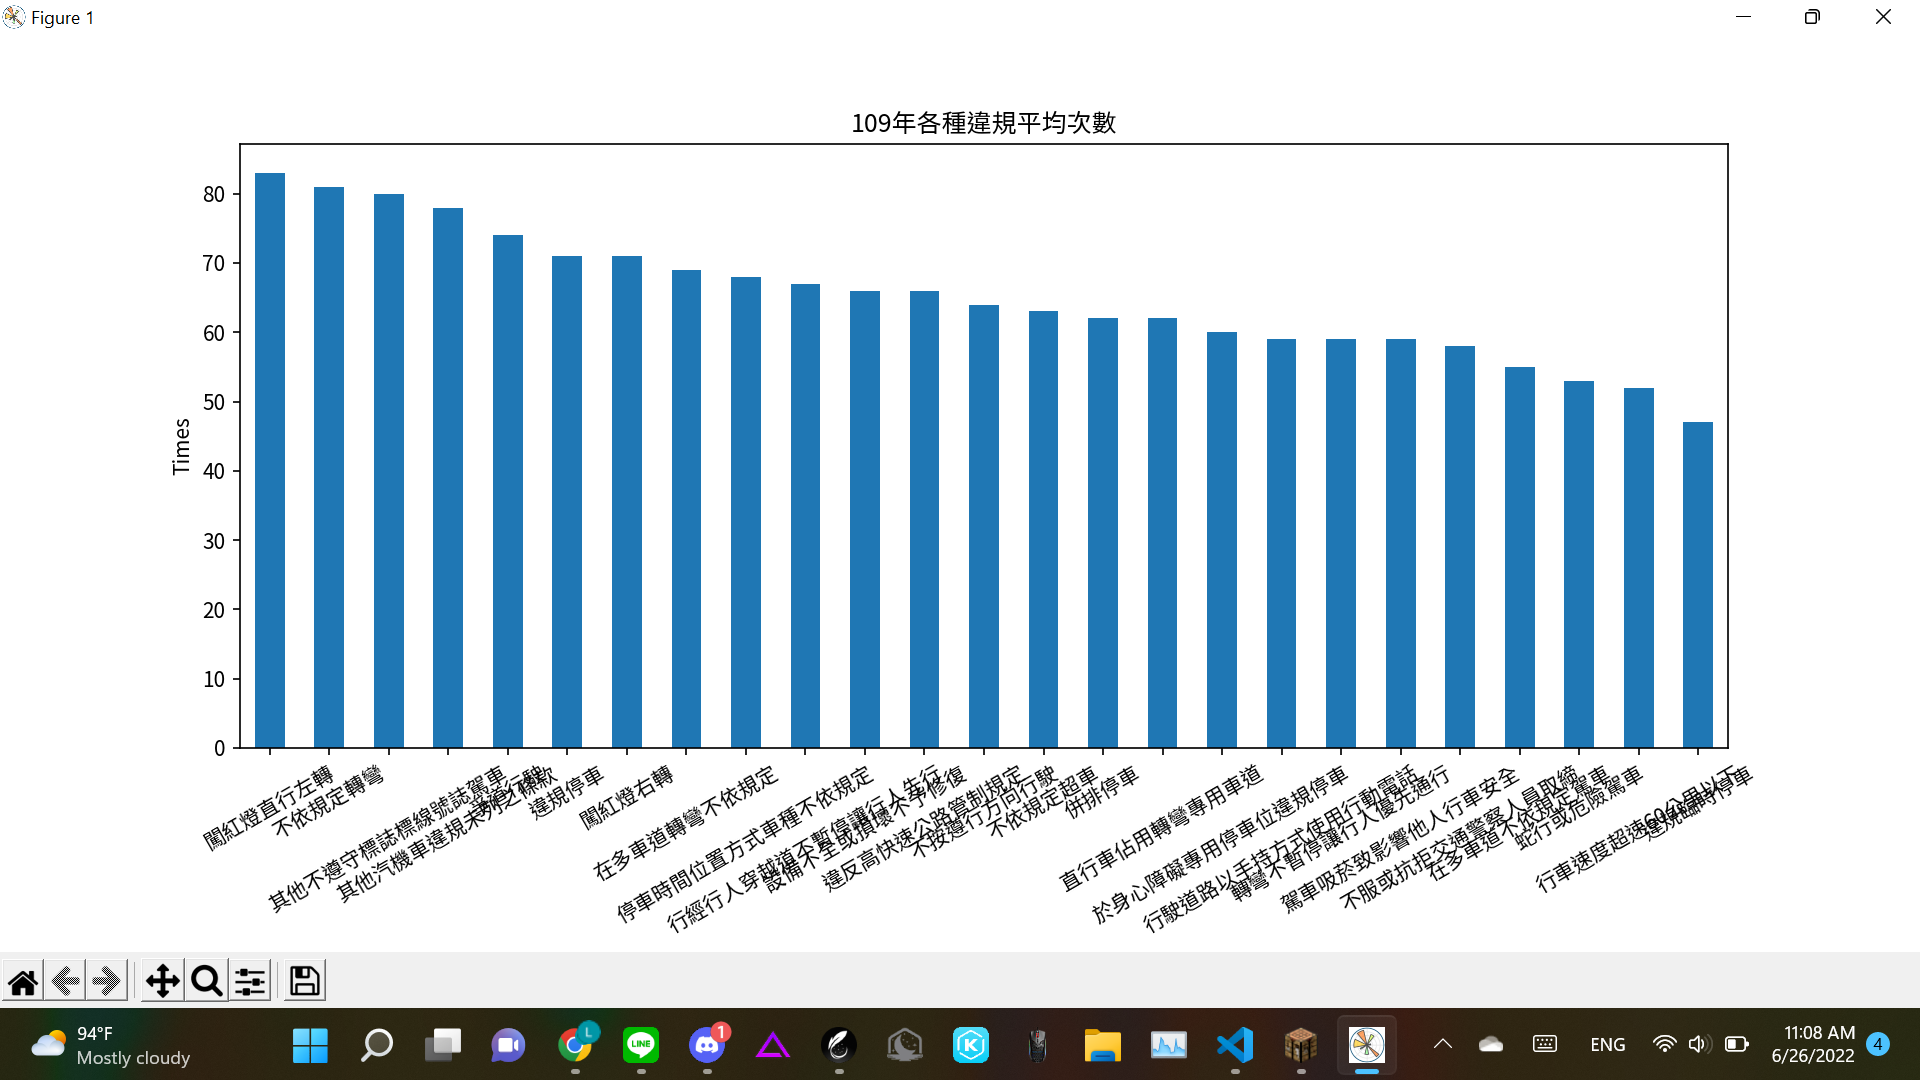 Figure 1
109年各種違規平均次數
80
70
60
50
40
30
20
10
0
Times
闖紅燈直行左轉
不依規定轉彎
其他不遵守標誌標線號誌駕車
其他汽機車違規未列之條款
違規停車
闖紅燈右轉
在多車道轉彎不依規定
停車時間位置方式車種不依規定
行經行人穿越道不暫停讓行人先行
設備不全或損壞不予修復
違反高快速公路管制規定
不按遵行方向行駛
不依規定超車
併排停車
直行車佔用轉彎專用車道
於身心障礙專用停車位違規停車
行駛道路以手持方式使用行動電話
轉彎不暫停讓行人優先通行
駕車吸菸致影響他人行車安全
不服或抗拒交通警察人員取締
在多車道不依規定駕車
蛇行或危險駕車
行車速度超速60公里以下
違規臨時停車
94°F
Mostly cloudy
L
LINE
1
K
ENG
11:08 AM
6/26/2022
4